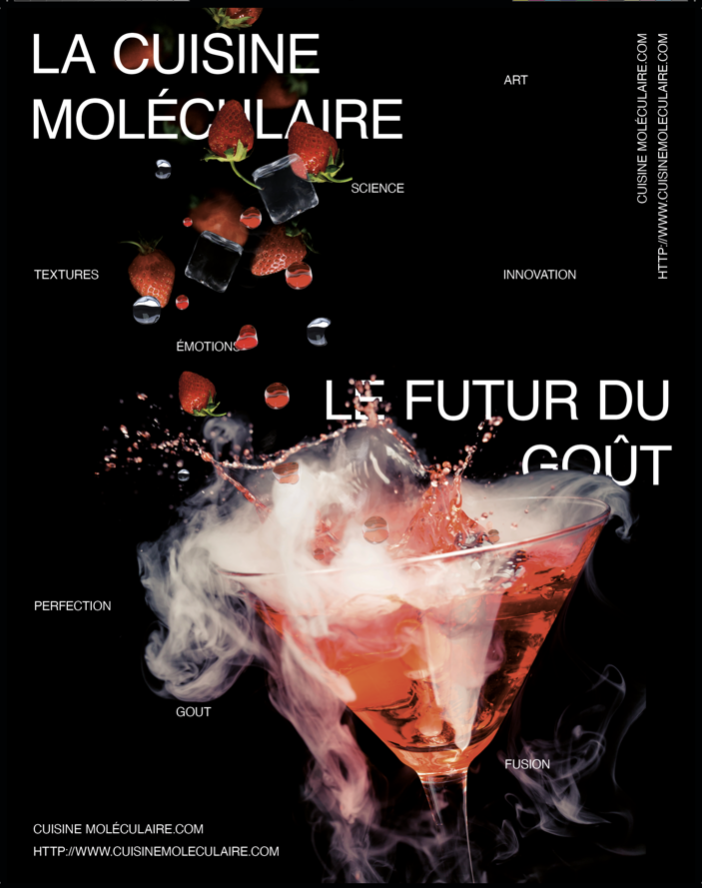 LA CUISINE
MOLÉCULAIRE
ART
CUISINE MOLÉCULAIRE.COM
HTTP://WWW.CUISINEMOLECULAIRE.COM
SCIENCE
TEXTURES
INNOVATION
ÉMOTIONS
LE FUTUR DU
GOÛT
PERFECTION
GOUT
FUSION
CUISINE MOLÉCULAIRE.COM
HTTP://WWW.CUISINEMOLECULAIRE.COM